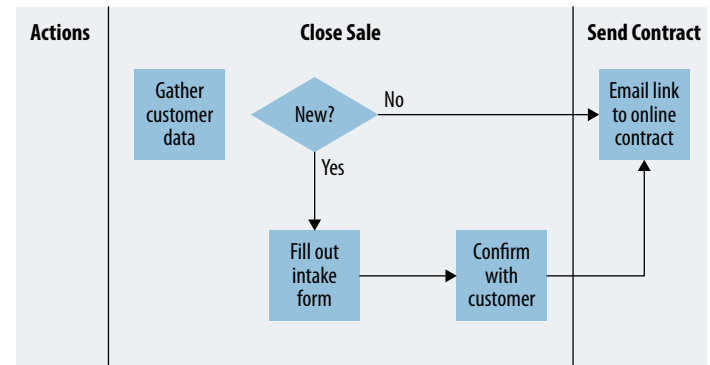 Actions
Close Sale
Send Contract
Gather
customer
data
New?
No
Email link
to online
contract
Yes
Fill out
intake
form
Confirm
with
customer